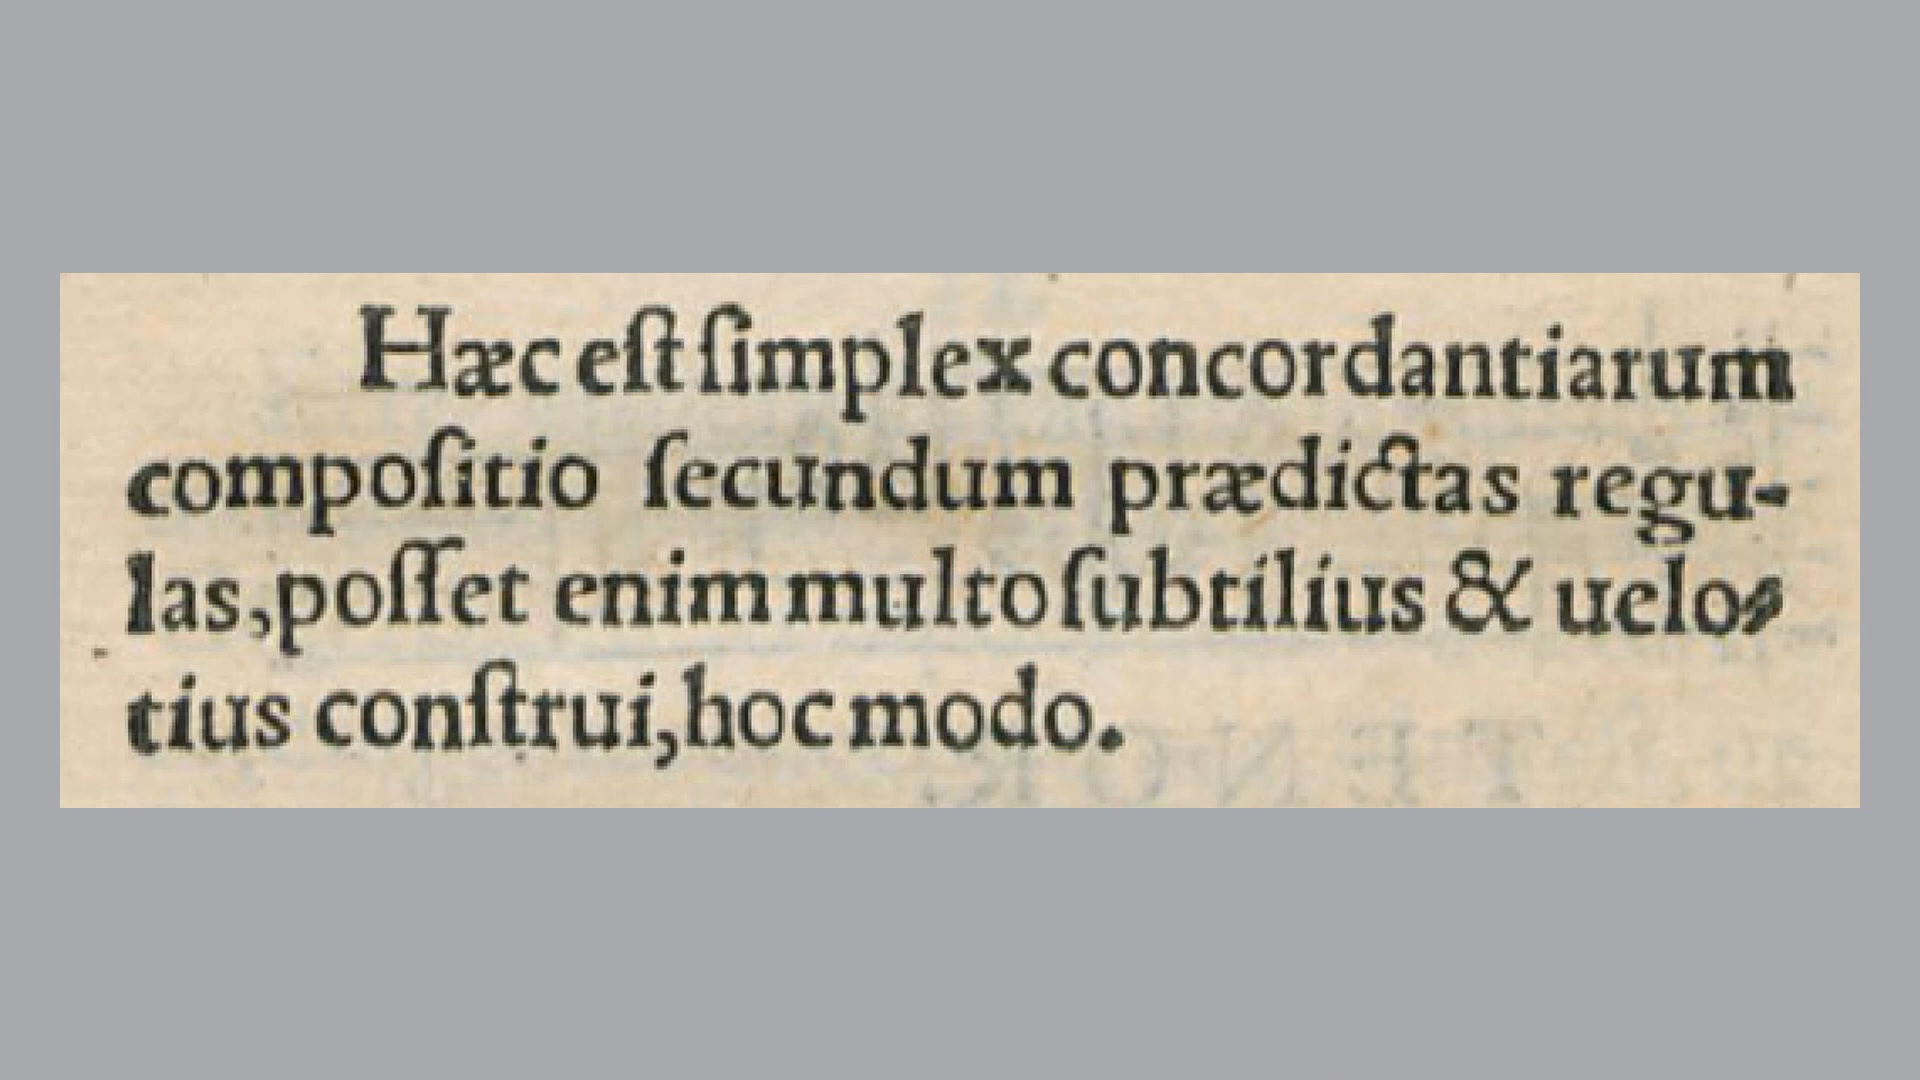 Hæc eſt ſimplex concordantiarum
compoſitio ſecundum prædictas regu-
las, poſſet enim multo ſubtilius & uelo-
tius conſtrui, hoc modo.